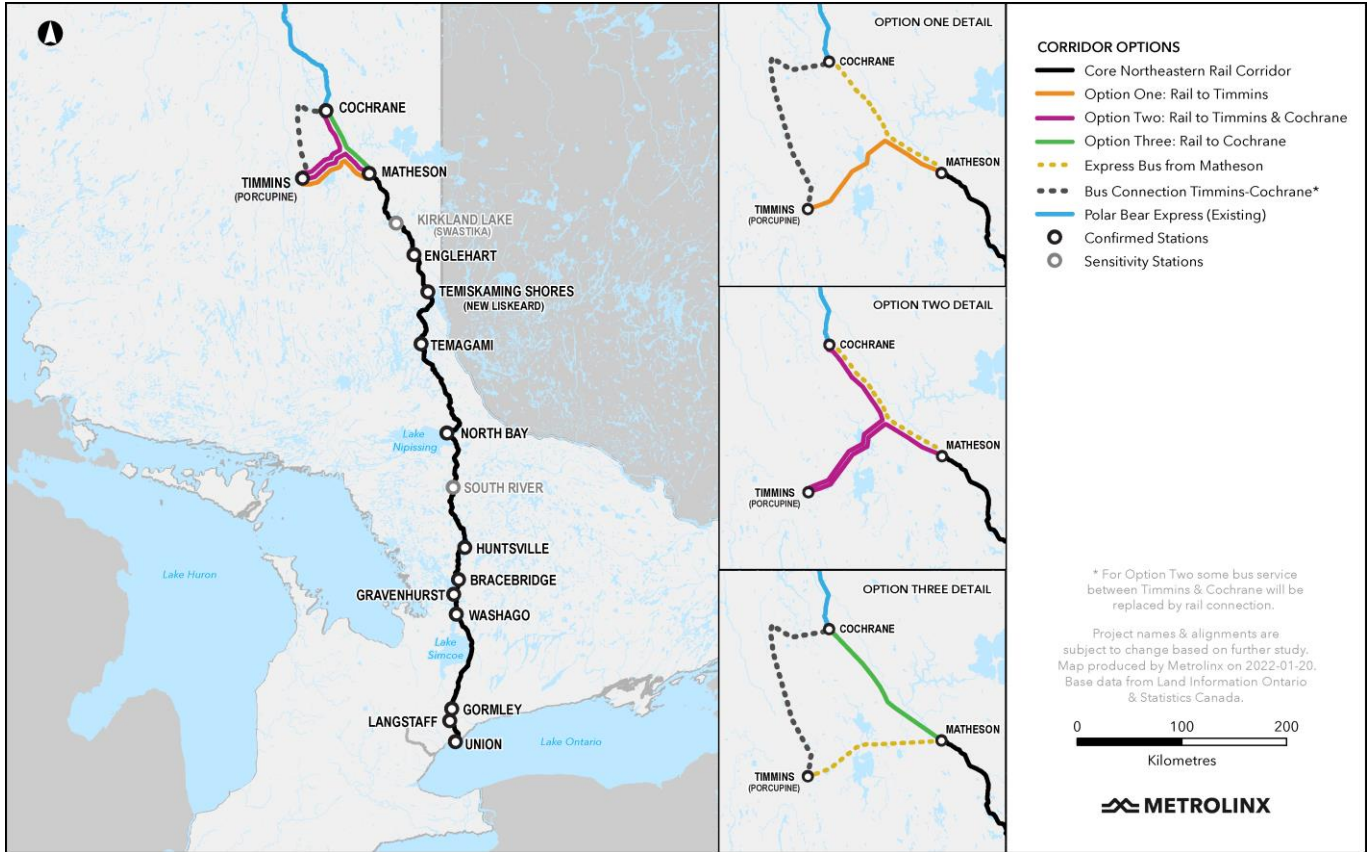 COCHRANE
TIMMINS
(PORCUPINE)
MATHESON
KIRKLAND LAKE
(SWASTIKA)
ENGLEHART
TEMISKAMING SHORES
(NEW LISKEARD)
TEMAGAMI
Lake
Nipissing
NORTH BAY
SOUTH RIVER
HUNTSVILLE
BRACEBRIDGE
GRAVENHURST
WASHAGO
Lake Huron
Lake
Simcoe
GORMLEY
LANGSTAFF
UNION
Lake Ontario
OPTION ONE DETAIL
COCHRANE
MATHESON
TIMMINS
(PORCUPINE)
OPTION TWO DETAIL
COCHRANE
MATHESON
TIMMINS
(PORCUPINE)
OPTION THREE DETAIL
COCHRANE
MATHESON
TIMMINS
(PORCUPINE)
CORRIDOR OPTIONS
Core Northeastern Rail Corridor
Option One: Rail to Timmins
Option Two: Rail to Timmins & Cochrane
Option Three: Rail to Cochrane
Express Bus from Matheson
Bus Connection Timmins-Cochrane*
Polar Bear Express (Existing)
Confirmed Stations
Sensitivity Stations
* For Option Two some bus service
between Timmins & Cochrane will be
replaced by rail connection.
Project names & alignments are
subject to change based on further study.
Map produced by Metrolinx on 2022-01-20.
Base data from Land Information Ontario
& Statistics Canada.
0 100 200
Kilometres
METROLINX